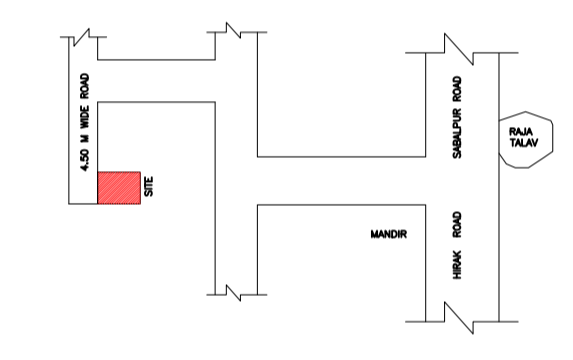 4.50 M WIDE ROAD
SITE
SABALPUR ROAD
RAJA
TALAV
MANDIR
HIRAK ROAD